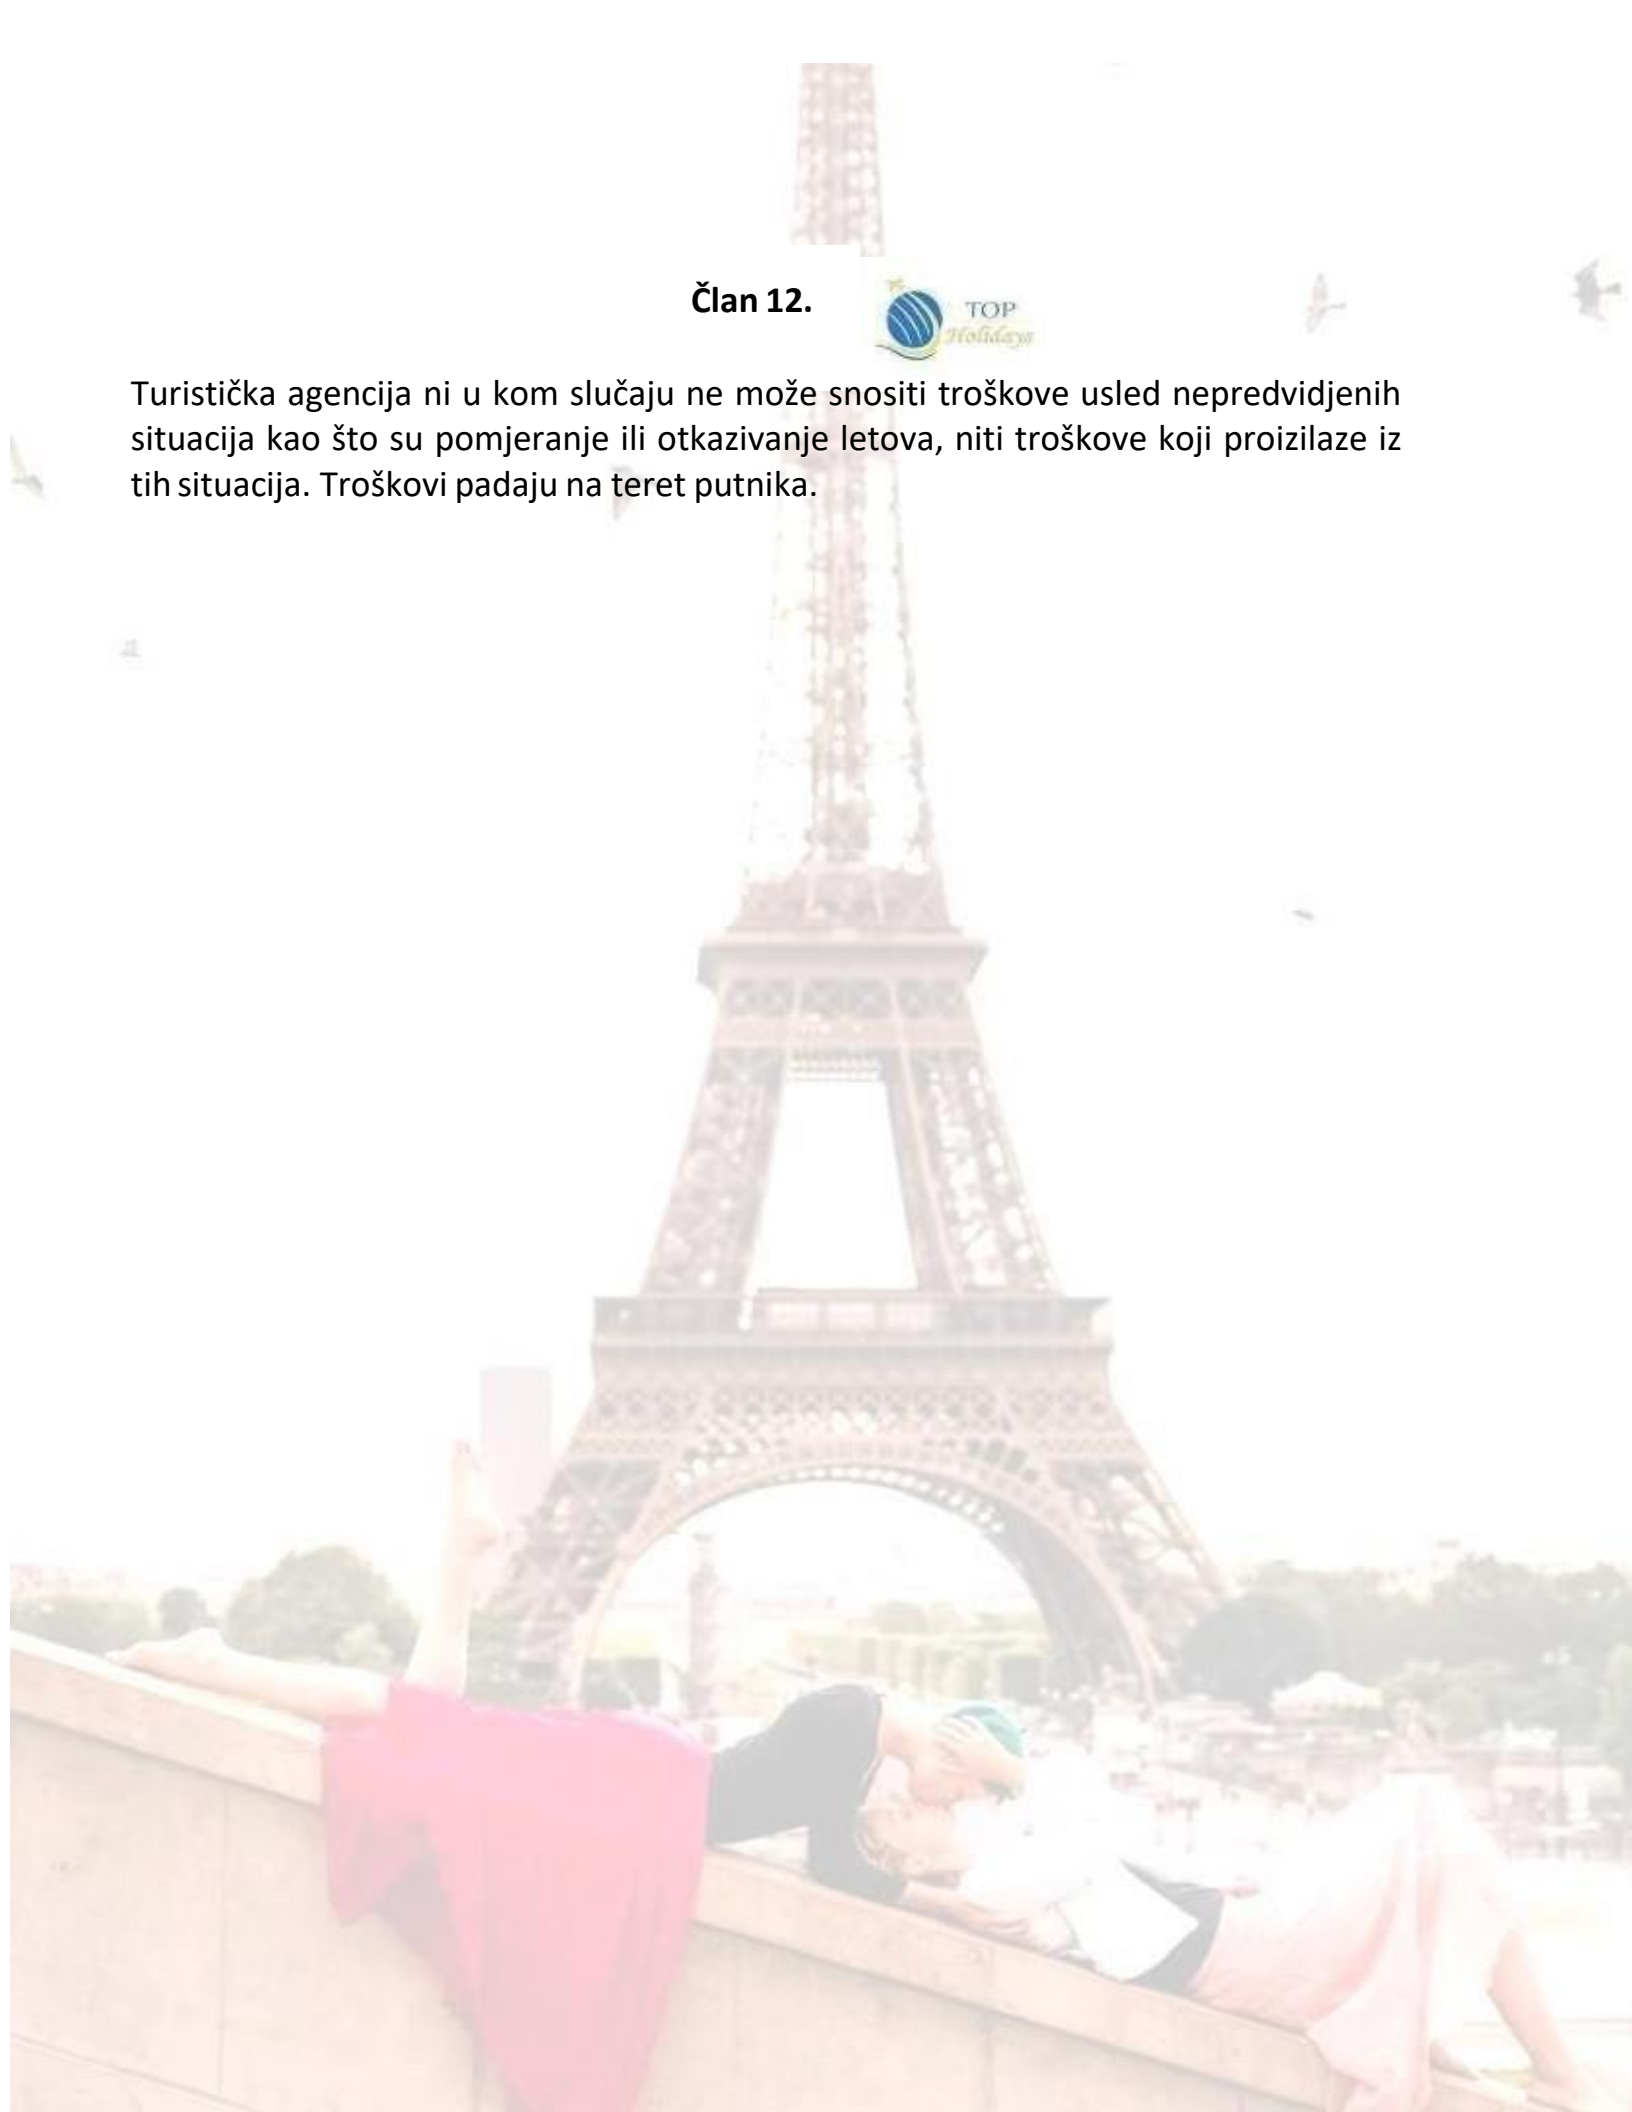 Član 12.
TOP
Holidays
Turistička agencija ni u kom slučaju ne može snositi troškove usled nepredvidjenih
situacija kao što su pomjeranje ili otkazivanje letova, niti troškove koji proizilaze iz
tih situacija. Troškovi padaju na teret putnika.